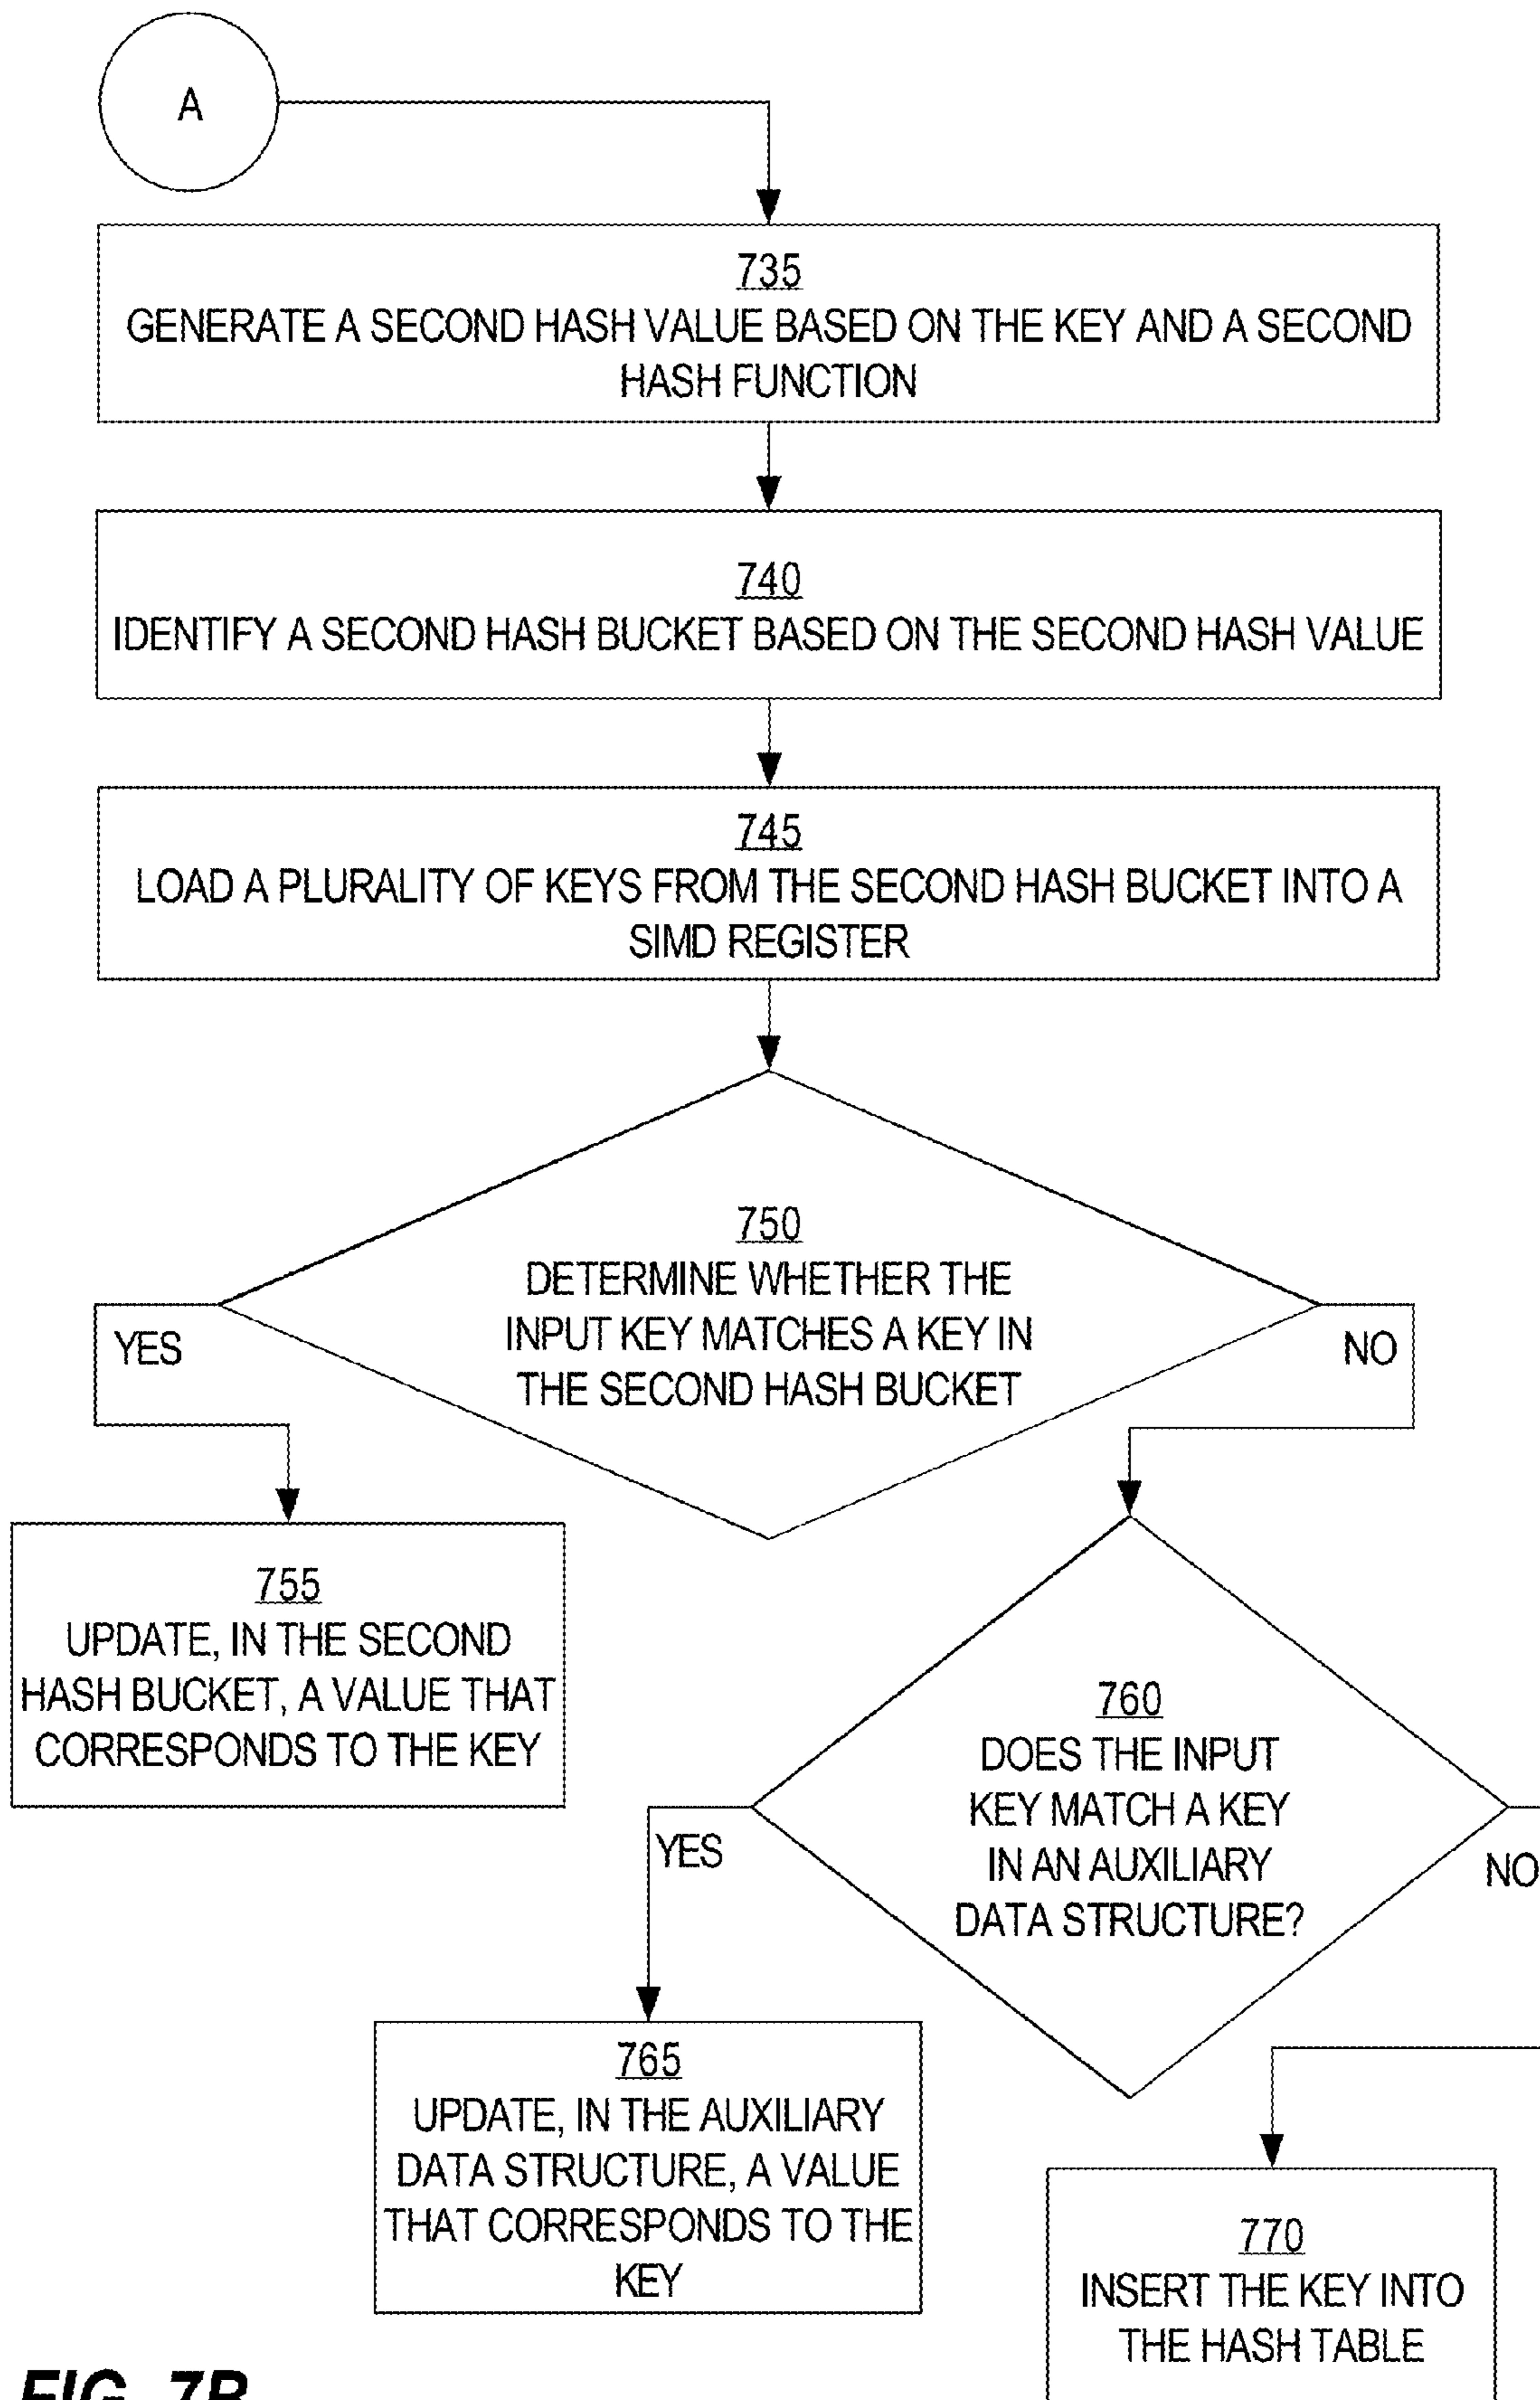 A
735
GENERATE A SECOND HASH VALUE BASED ON THE KEY AND A SECOND
HASH FUNCTION
740
IDENTIFY A SECOND HASH BUCKET BASED ON THE SECOND HASH VALUE
745
LOAD A PLURALITY OF KEYS FROM THE SECOND HASH BUCKET INTO A
SIMD REGISTER
750
DETERMINE WHETHER THE
INPUT KEY MATCHES A KEY IN
THE SECOND HASH BUCKET
YES
NO
755
UPDATE, IN THE SECOND
HASH BUCKET, A VALUE THAT
CORRESPONDS TO THE KEY
760
DOES THE INPUT
KEY MATCH A KEY
IN AN AUXILIARY
DATA STRUCTURE?
YES
NO
765
UPDATE, IN THE AUXILIARY
DATA STRUCTURE, A VALUE
THAT CORRESPONDS TO THE
KEY
770
INSERT THE KEY INTO
THE HASH TABLE
FIG. 7B